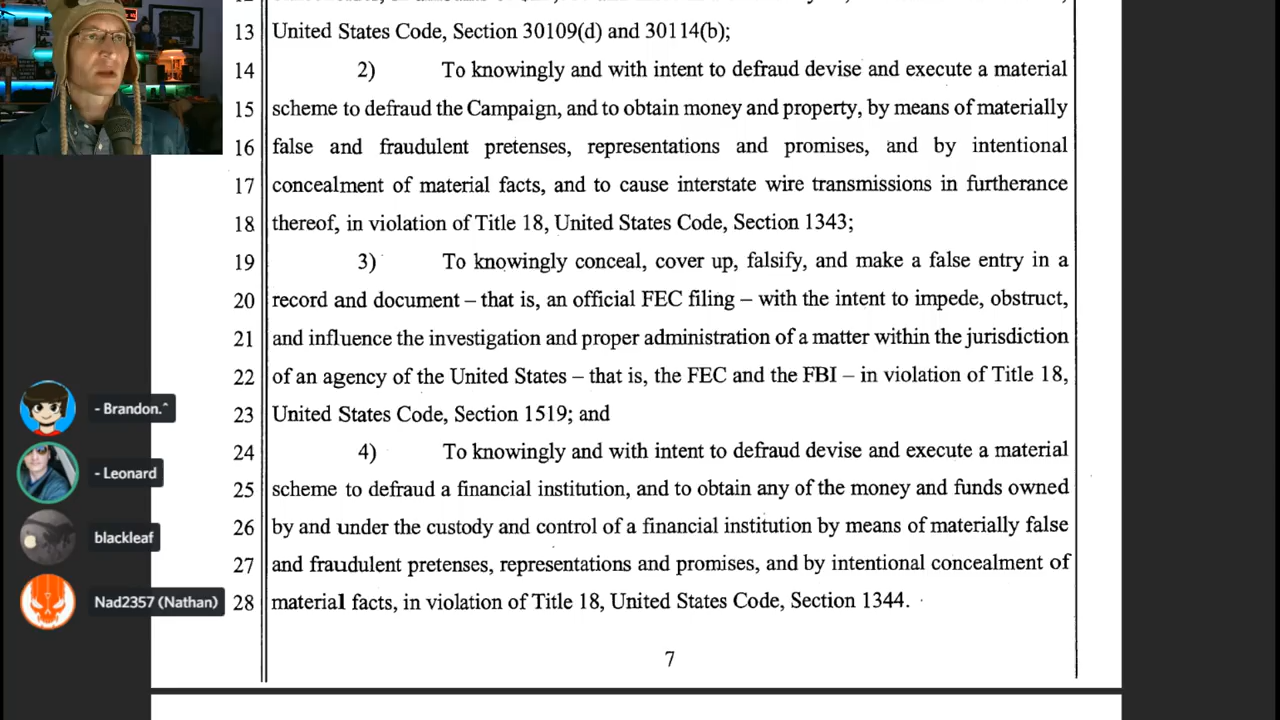 13 United States Code, Section 30109(d) and 30114(b);
14 2) To knowingly and with intent to defraud devise and execute a material
15 scheme to defraud the Campaign, and to obtain money and property, by means of materially
16 false and fraudulent pretenses, representations and promises, and by intentional
17 concealment of material facts, and to cause interstate wire transmissions in furtherance
18 thereof, in violation of Title 18, United States Code, Section 1343;
19 3) To knowingly conceal, cover up, falsify, and make a false entry in a
20 record and document – that is, an official FEC filing – with the intent to impede, obstruct,
21 and influence the investigation and proper administration of a matter within the jurisdiction
22 of an agency of the United States – that is, the FEC and the FBI – in violation of Title 18,
23 United States Code, Section 1519; and
24 4) To knowingly and with intent to defraud devise and execute a material
25 scheme to defraud a financial institution, and to obtain any of the money and funds owned
26 by and under the custody and control of a financial institution by means of materially false
27 and fraudulent pretenses, representations and promises, and by intentional concealment of
28 material facts, in violation of Title 18, United States Code, Section 1344.
7
- Brandon.^
- Leonard
blackleaf
Nad2357 (Nathan)